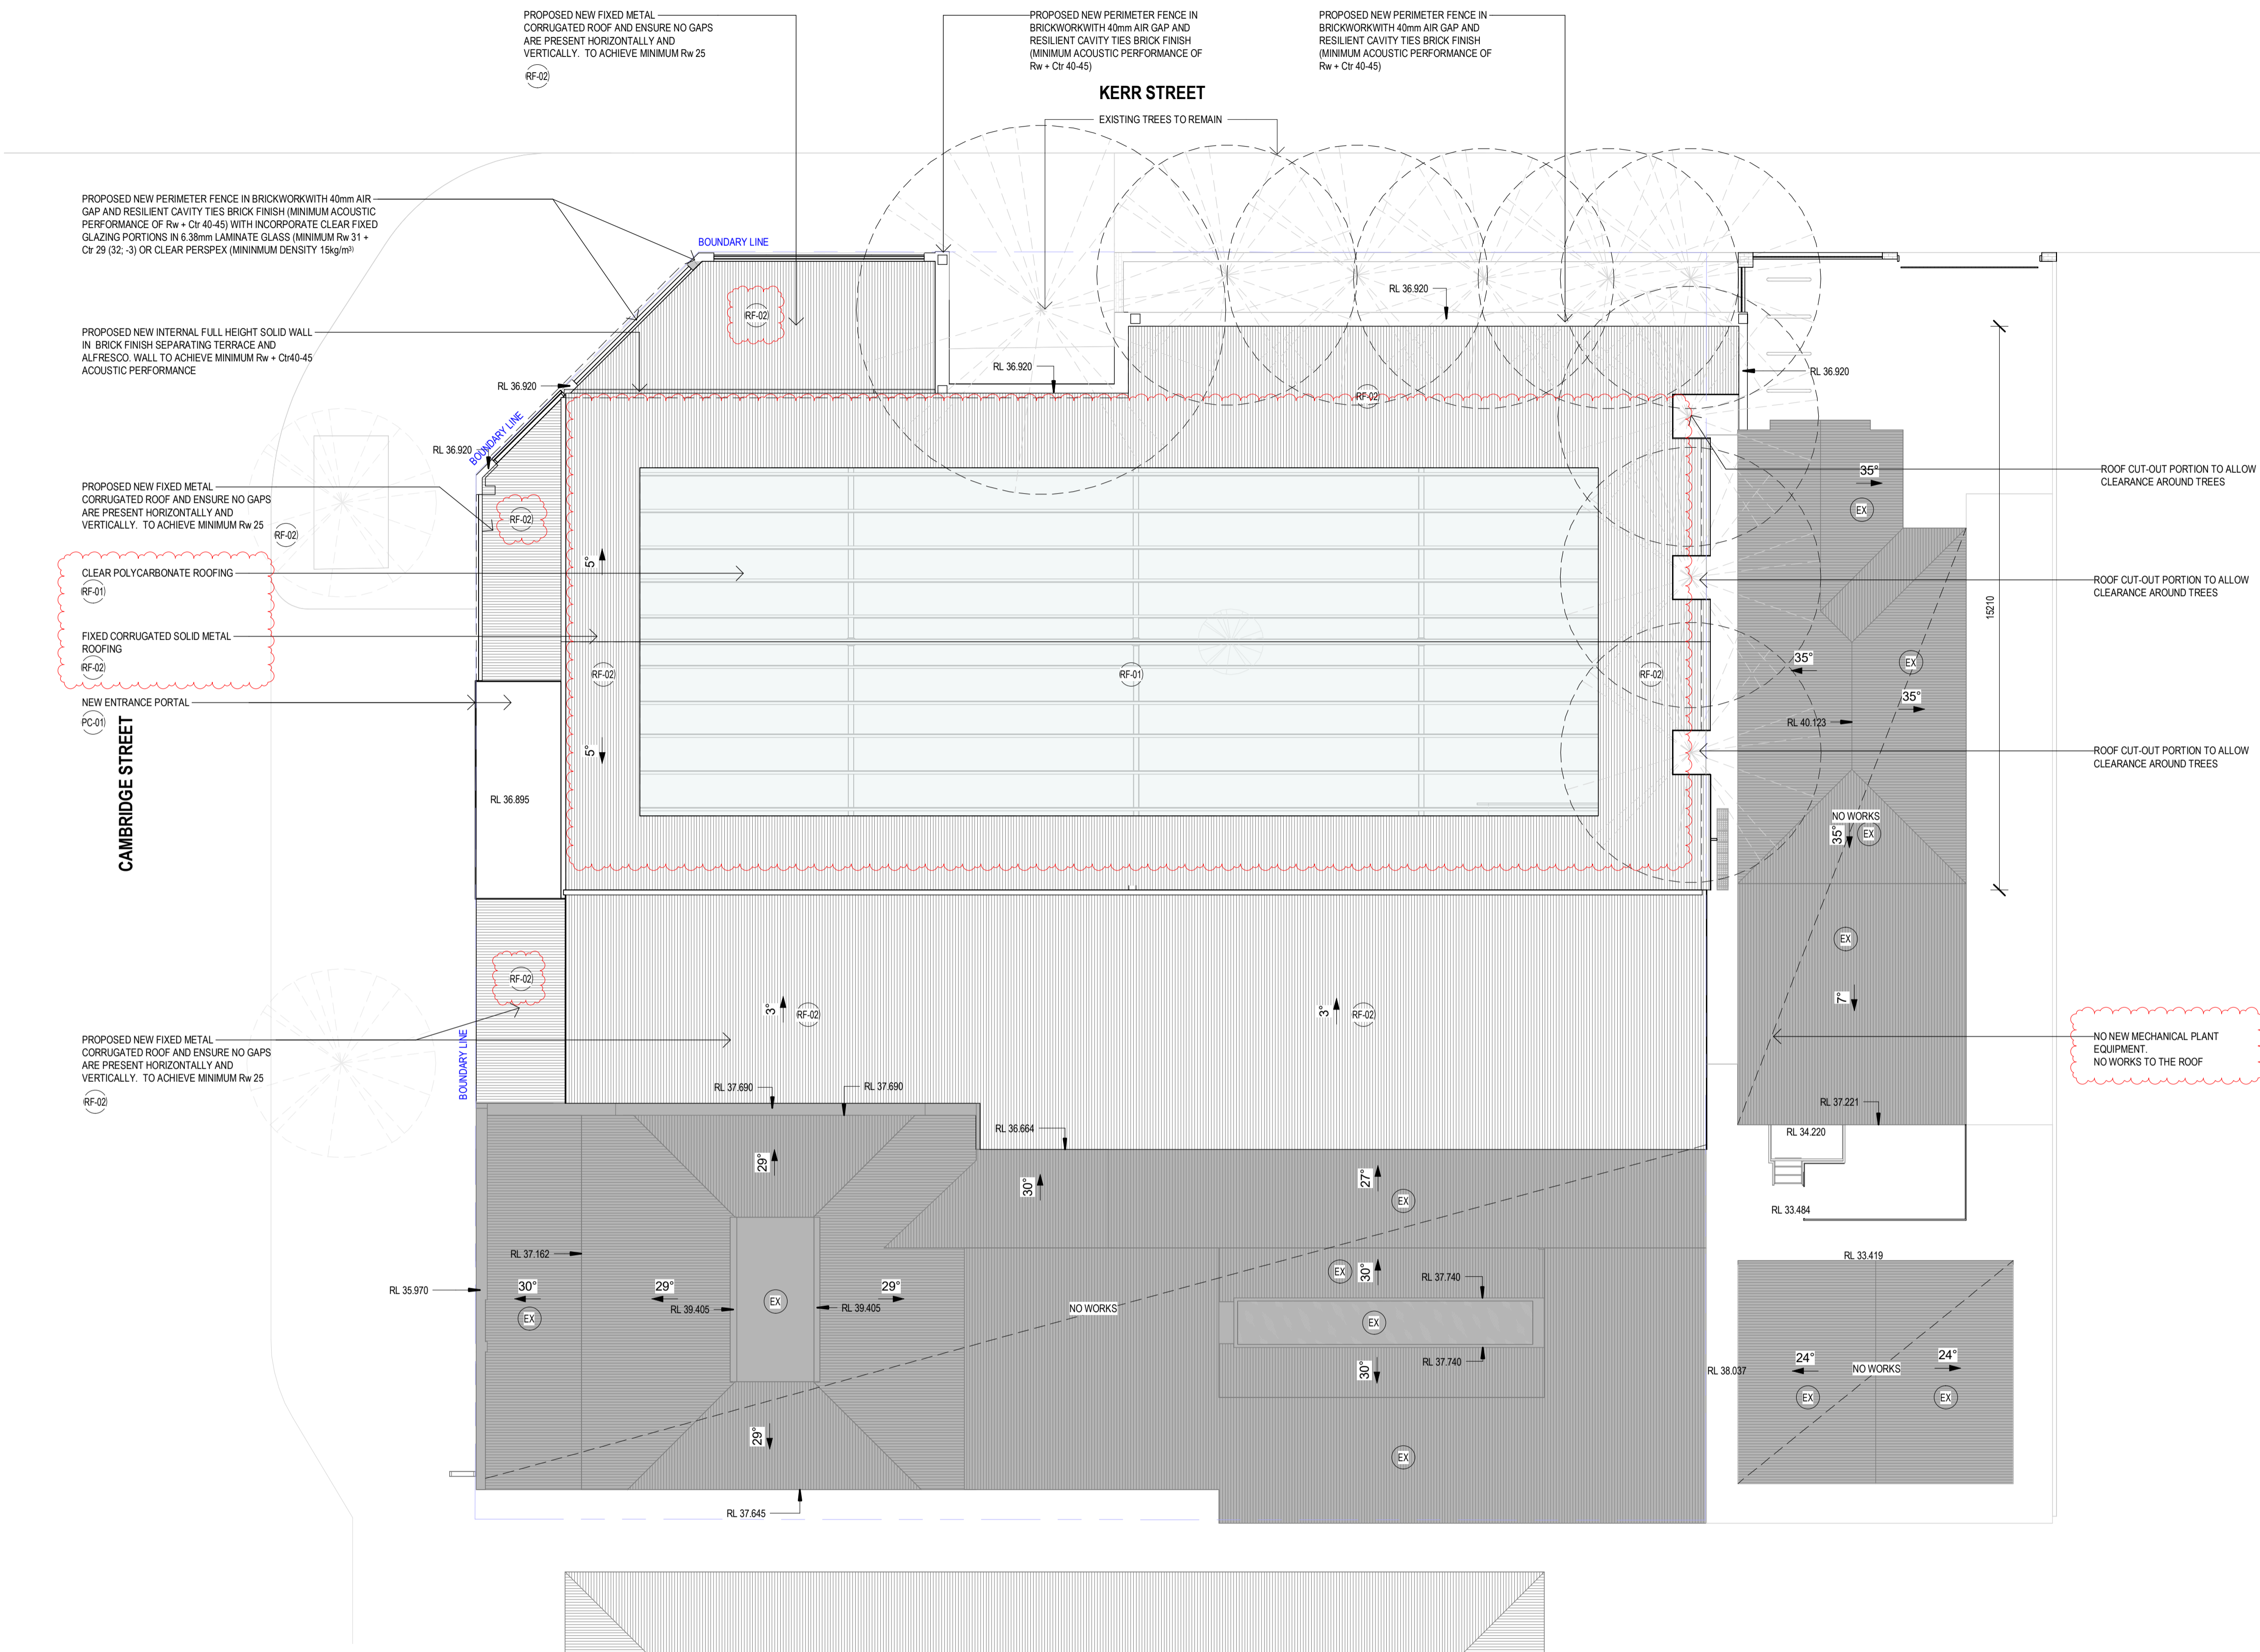 PROPOSED NEW FIXED METAL
CORRUGATED ROOF AND ENSURE NO GAPS
ARE PRESENT HORIZONTALLY AND
VERTICALLY. TO ACHIEVE MINIMUM Rw 25
RF-02
PROPOSED NEW PERIMETER FENCE IN
BRICKWORKWITH 40mm AIR GAP AND
RESILIENT CAVITY TIES BRICK FINISH
(MINIMUM ACOUSTIC PERFORMANCE OF
Rw + Ctr 40-45)
PROPOSED NEW PERIMETER FENCE IN
BRICKWORKWITH 40mm AIR GAP AND
RESILIENT CAVITY TIES BRICK FINISH
(MINIMUM ACOUSTIC PERFORMANCE OF
Rw + Ctr 40-45)
KERR STREET
EXISTING TREES TO REMAIN
PROPOSED NEW PERIMETER FENCE IN BRICKWORKWITH 40mm AIR
GAP AND RESILIENT CAVITY TIES BRICK FINISH (MINIMUM ACOUSTIC
PERFORMANCE OF Rw + Ctr 40-45) WITH INCORPORATE CLEAR FIXED
GLAZING PORTIONS IN 6.38mm LAMINATE GLASS (MINIMUM Rw 31 +
Ctr 29 (32; -3) OR CLEAR PERSPEX (MININMUM DENSITY 15kg/m³)
BOUNDARY LINE
RL 36.920
RF-02
PROPOSED NEW INTERNAL FULL HEIGHT SOLID WALL
IN BRICK FINISH SEPARATING TERRACE AND
ALFRESCO. WALL TO ACHIEVE MINIMUM Rw + Ctr40-45
ACOUSTIC PERFORMANCE
RL 36.920
RL 36.920
RL 36.920
RF-02
BOUNDARY LINE
RL 36.920
PROPOSED NEW FIXED METAL
CORRUGATED ROOF AND ENSURE NO GAPS
ARE PRESENT HORIZONTALLY AND
VERTICALLY. TO ACHIEVE MINIMUM Rw 25
RF-02
RF-02
35°
EX
ROOF CUT-OUT PORTION TO ALLOW
CLEARANCE AROUND TREES
CLEAR POLYCARBONATE ROOFING
RF-01
5°
ROOF CUT-OUT PORTION TO ALLOW
CLEARANCE AROUND TREES
15210
FIXED CORRUGATED SOLID METAL
ROOFING
RF-02
RF-02
RF-01
RF-02
35°
EX
35°
NEW ENTRANCE PORTAL
PC-01
CAMBRIDGE STREET
RL 40.123
5°
ROOF CUT-OUT PORTION TO ALLOW
CLEARANCE AROUND TREES
RL 36.895
NO WORKS
35°
EX
EX
RF-02
7°
3°
RF-02
3°
RF-02
PROPOSED NEW FIXED METAL
CORRUGATED ROOF AND ENSURE NO GAPS
ARE PRESENT HORIZONTALLY AND
VERTICALLY. TO ACHIEVE MINIMUM Rw 25
RF-02
BOUNDARY LINE
NO NEW MECHANICAL PLANT
EQUIPMENT.
NO WORKS TO THE ROOF
RL 37.690
RL 37.690
RL 37.221
RL 36.664
RL 34.220
29°
30°
27°
EX
RL 33.484
RL 37.162
RL 33.419
RL 35.970
30°
EX
29°
RL 39.405
EX
29°
RL 39.405
NO WORKS
EX
30°
RL 37.740
EX
RL 37.740
30°
RL 38.037
24°
NO WORKS
24°
EX
EX
29°
EX
RL 37.645